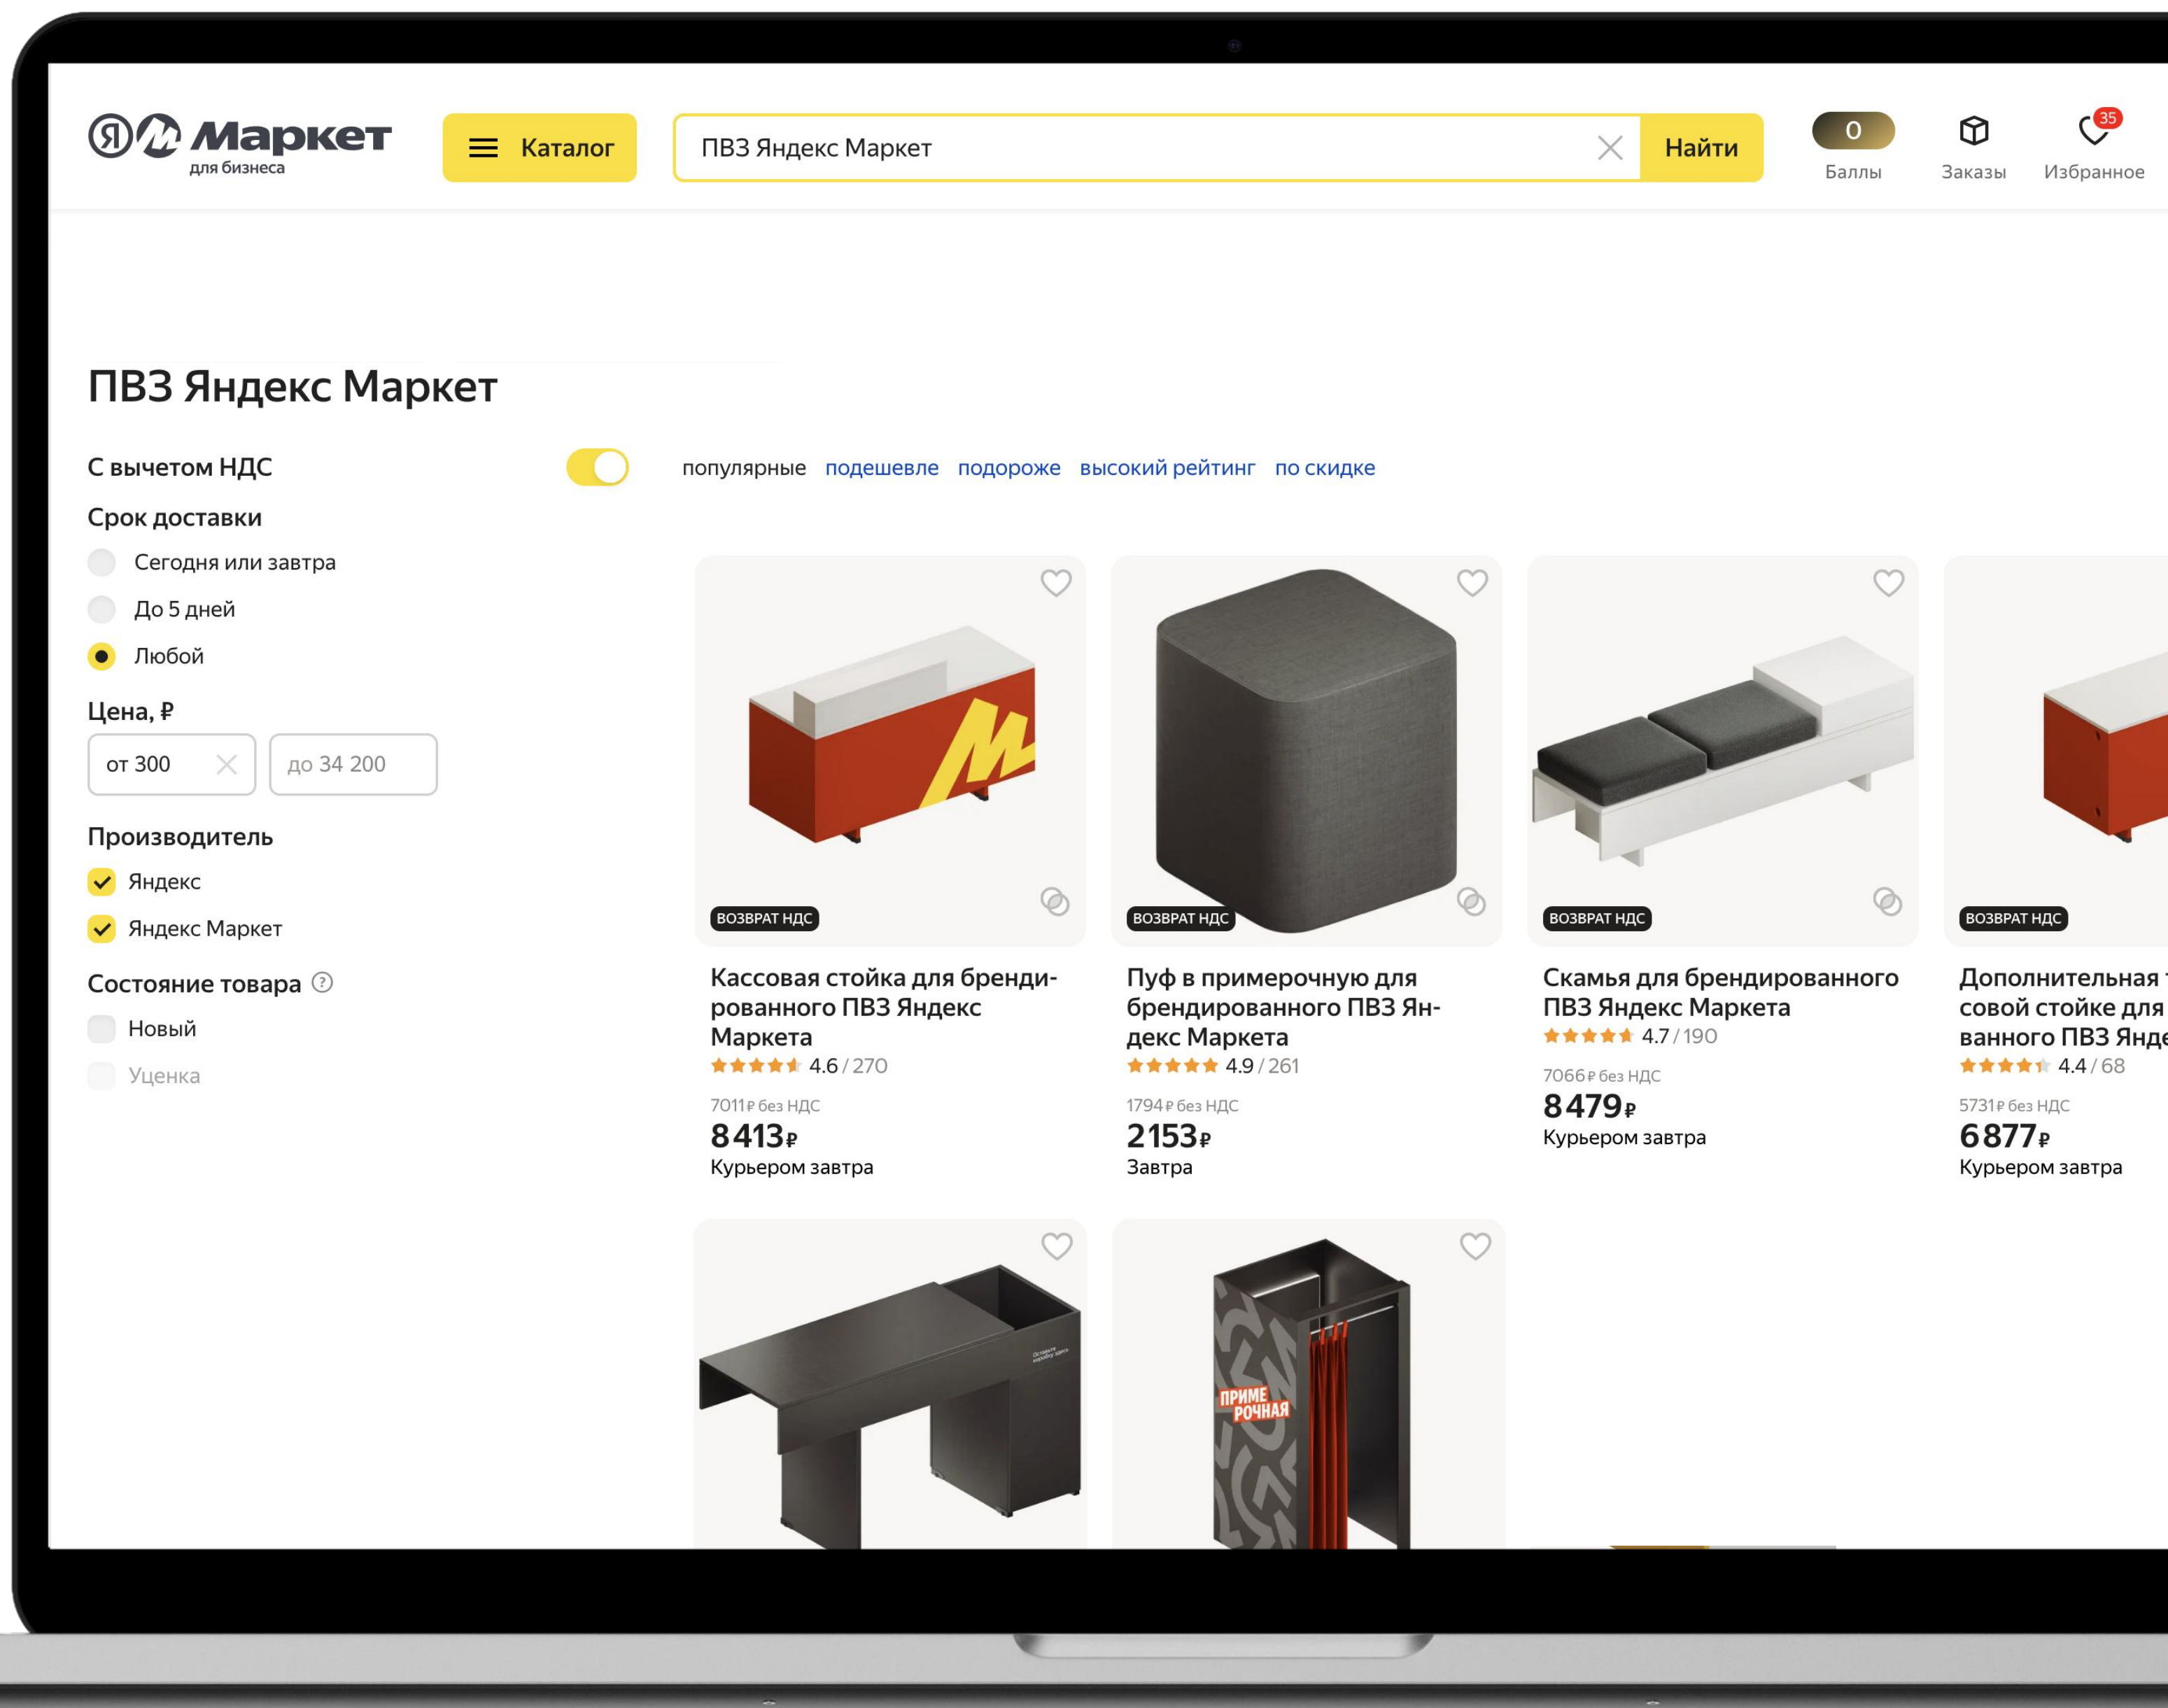 Я Маркет
для бизнеса
Каталог
ПВЗ Яндекс Маркет
Найти
0
Баллы
Заказы
35
Избранное
ПВЗ Яндекс Маркет
С вычетом НДС
популярные подешевле подороже высокий рейтинг по скидке
Срок доставки
Сегодня или завтра
До 5 дней
Любой
Цена, ₽
от 300
до 34 200
Производитель
Яндекс
Яндекс Маркет
Состояние товара ?
Новый
Уценка
ВОЗВРАТ НДС
Кассовая стойка для бренди-
рованного ПВЗ Яндекс
Маркета
4.6 / 270
7011 ₽ без НДС
8 413 ₽
Курьером завтра
ВОЗВРАТ НДС
Пуф в примерочную для
брендированного ПВЗ Ян-
декс Маркета
4.9 / 261
1794 ₽ без НДС
2 153 ₽
Завтра
ВОЗВРАТ НДС
Скамья для брендированного
ПВЗ Яндекс Маркета
4.7 / 190
7066 ₽ без НДС
8 479 ₽
Курьером завтра
ВОЗВРАТ НДС
Дополнительная
совой стойке для
ванного ПВЗ Янде
4.4 / 68
5731 ₽ без НДС
6 877 ₽
Курьером завтра
Оставьте
коробку здесь
ПРИМЕ
РОЧНАЯ